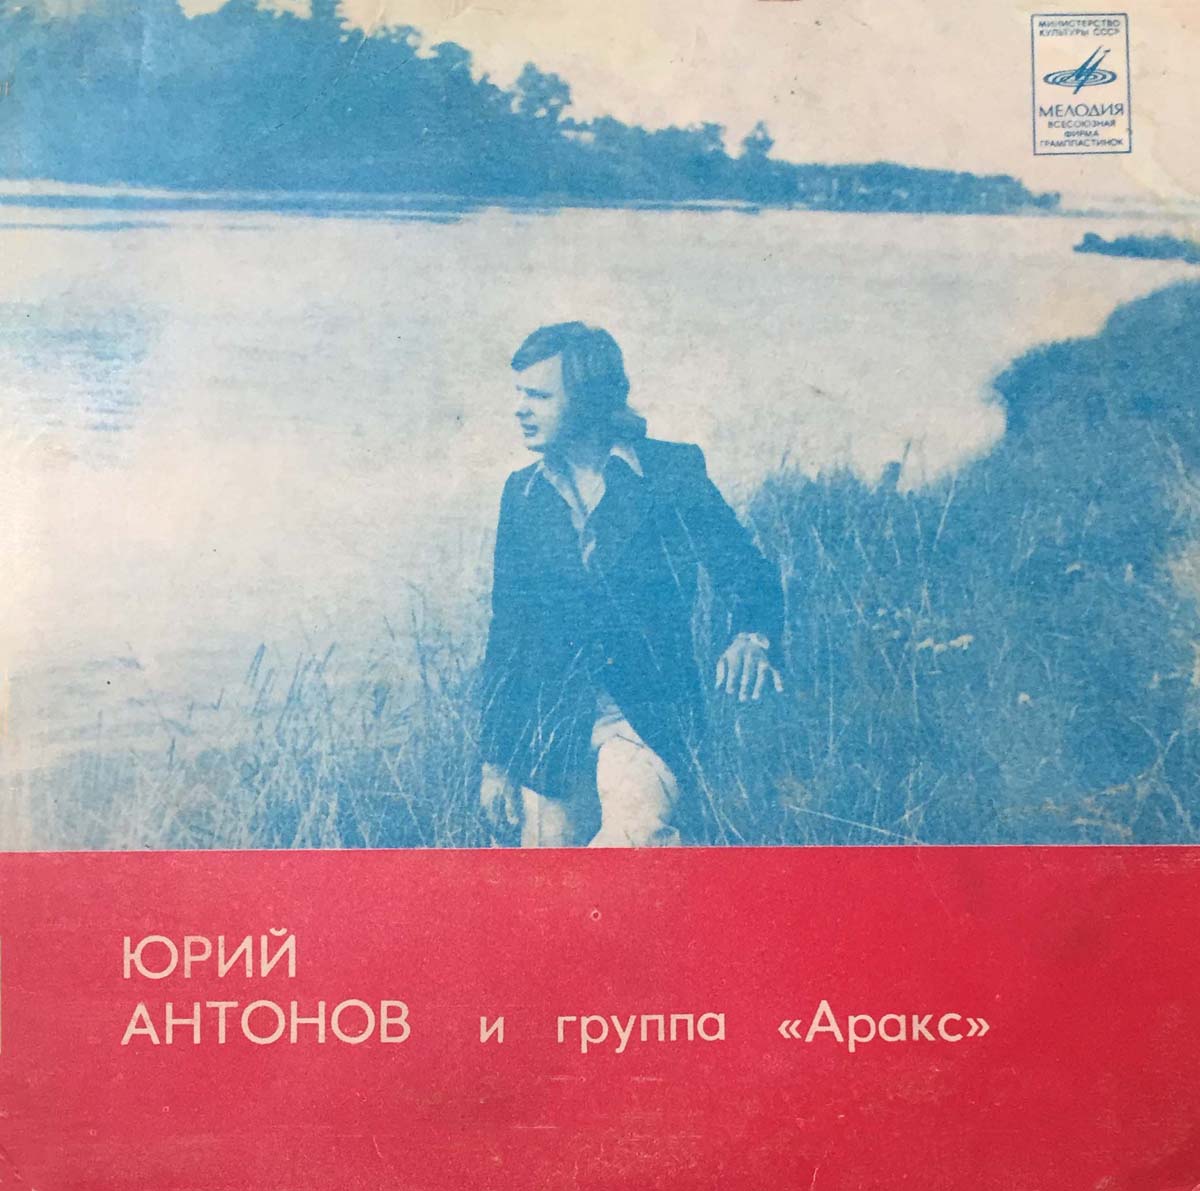 МИНИСТЕРСТВО
КУЛЬТУРЫ СССР
МЕЛОДИЯ
ВСЕСОЮЗНАЯ
ФИРМА
ГРАМПЛАСТИНОК
ЮРИЙ
АНТОНОВ и группа «Аракс»